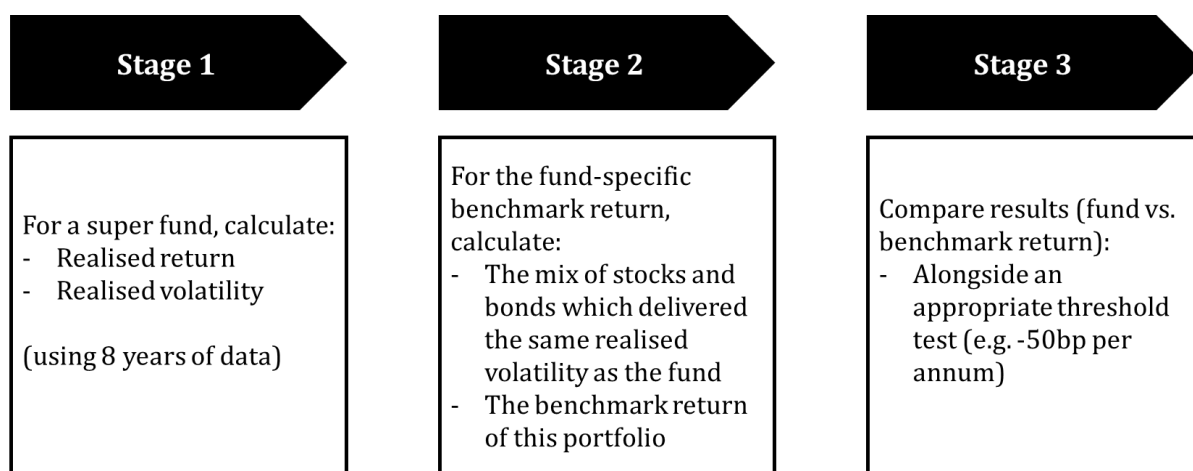 Stage 1
For a super fund, calculate:
- Realised return
- Realised volatility
(using 8 years of data)
Stage 2
For the fund-specific
benchmark return,
calculate:
- The mix of stocks and
bonds which delivered
the same realised
volatility as the fund
- The benchmark return
of this portfolio
Stage 3
Compare results (fund vs.
benchmark return):
- Alongside an
appropriate threshold
test (e.g. -50bp per
annum)